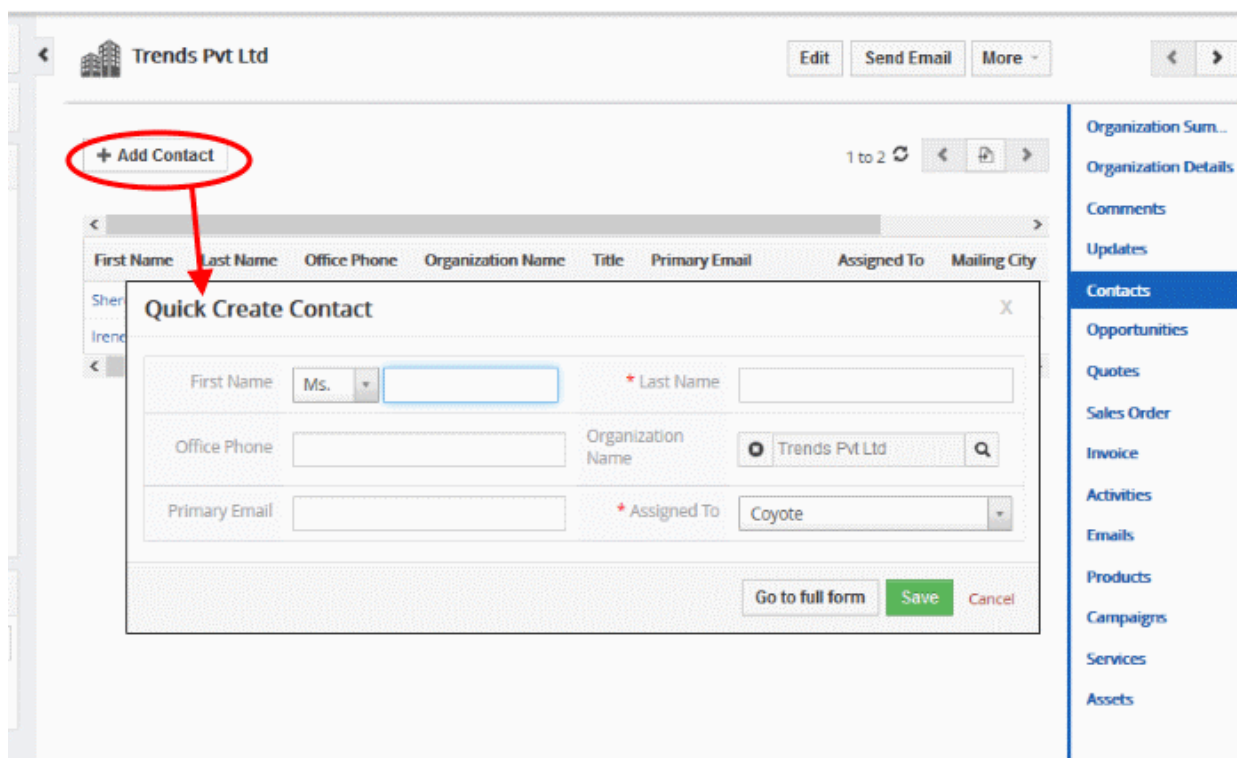 Trends Pvt Ltd
Edit Send Email More
+ Add Contact
1 to 2
First Name Last Name Office Phone Organization Name Title Primary Email Assigned To Mailing City
Quick Create Contact X
First Name Ms. * Last Name
Office Phone Organization Name Trends Pvt Ltd
Primary Email * Assigned To Coyote
Go to full form Save Cancel
Organization Sum...
Organization Details
Comments
Updates
Contacts
Opportunities
Quotes
Sales Order
Invoice
Activities
Emails
Products
Campaigns
Services
Assets